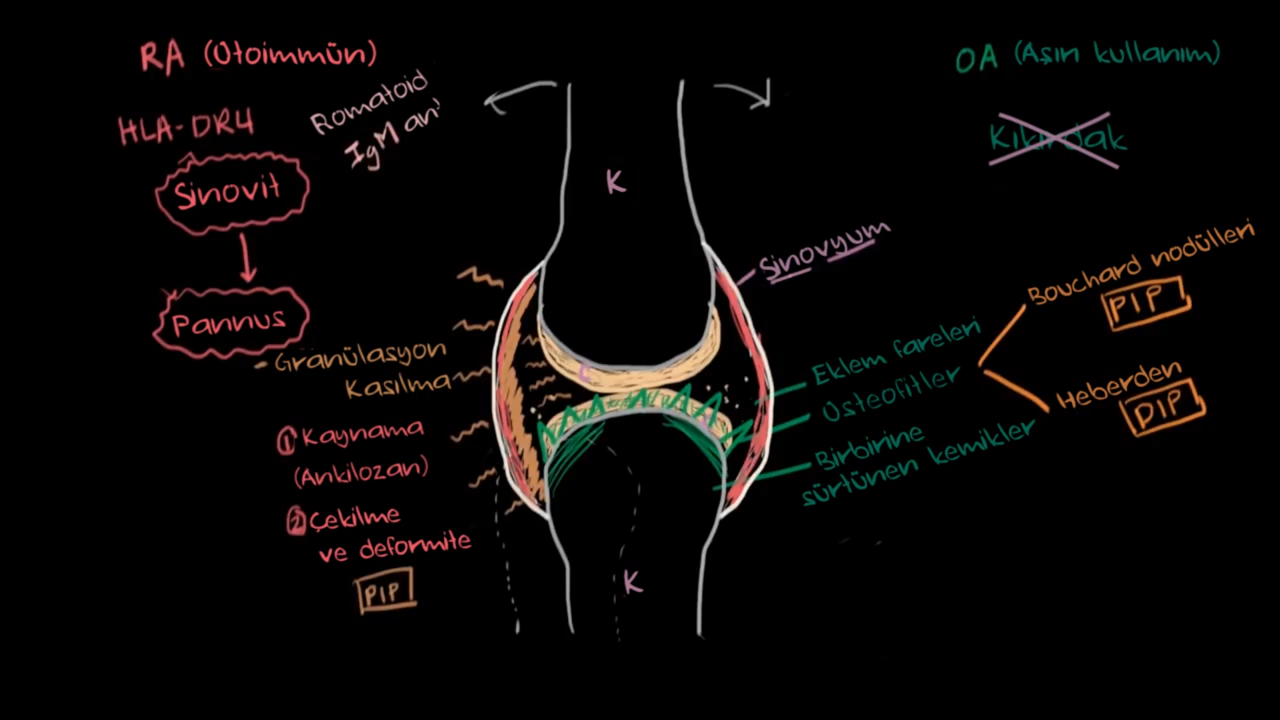 RA (Otoimmün)
HLA-DR4
Romatoid
IgM an'
Sinovit
Pannus
- Granülasyon
Kasılma
① Kaynama
(Ankilozan)
② Çekilme
ve deformite
PIP
K
C
K
OA (Aşırı kullanım)
Kıkırdak
Sinovyum
Eklem fareleri
Osteofitler
Birbirine
sürtünen kemikler
Bouchard nodülleri
PIP
Heberden
DIP